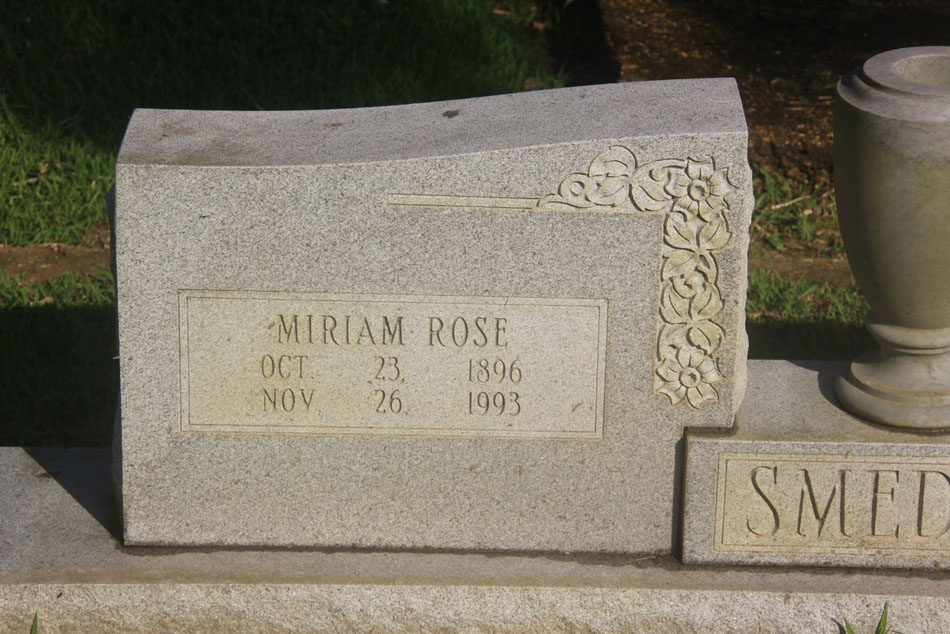 MIRIAM ROSE
OCT. 23, 1896
NOV. 26, 1993
SMED